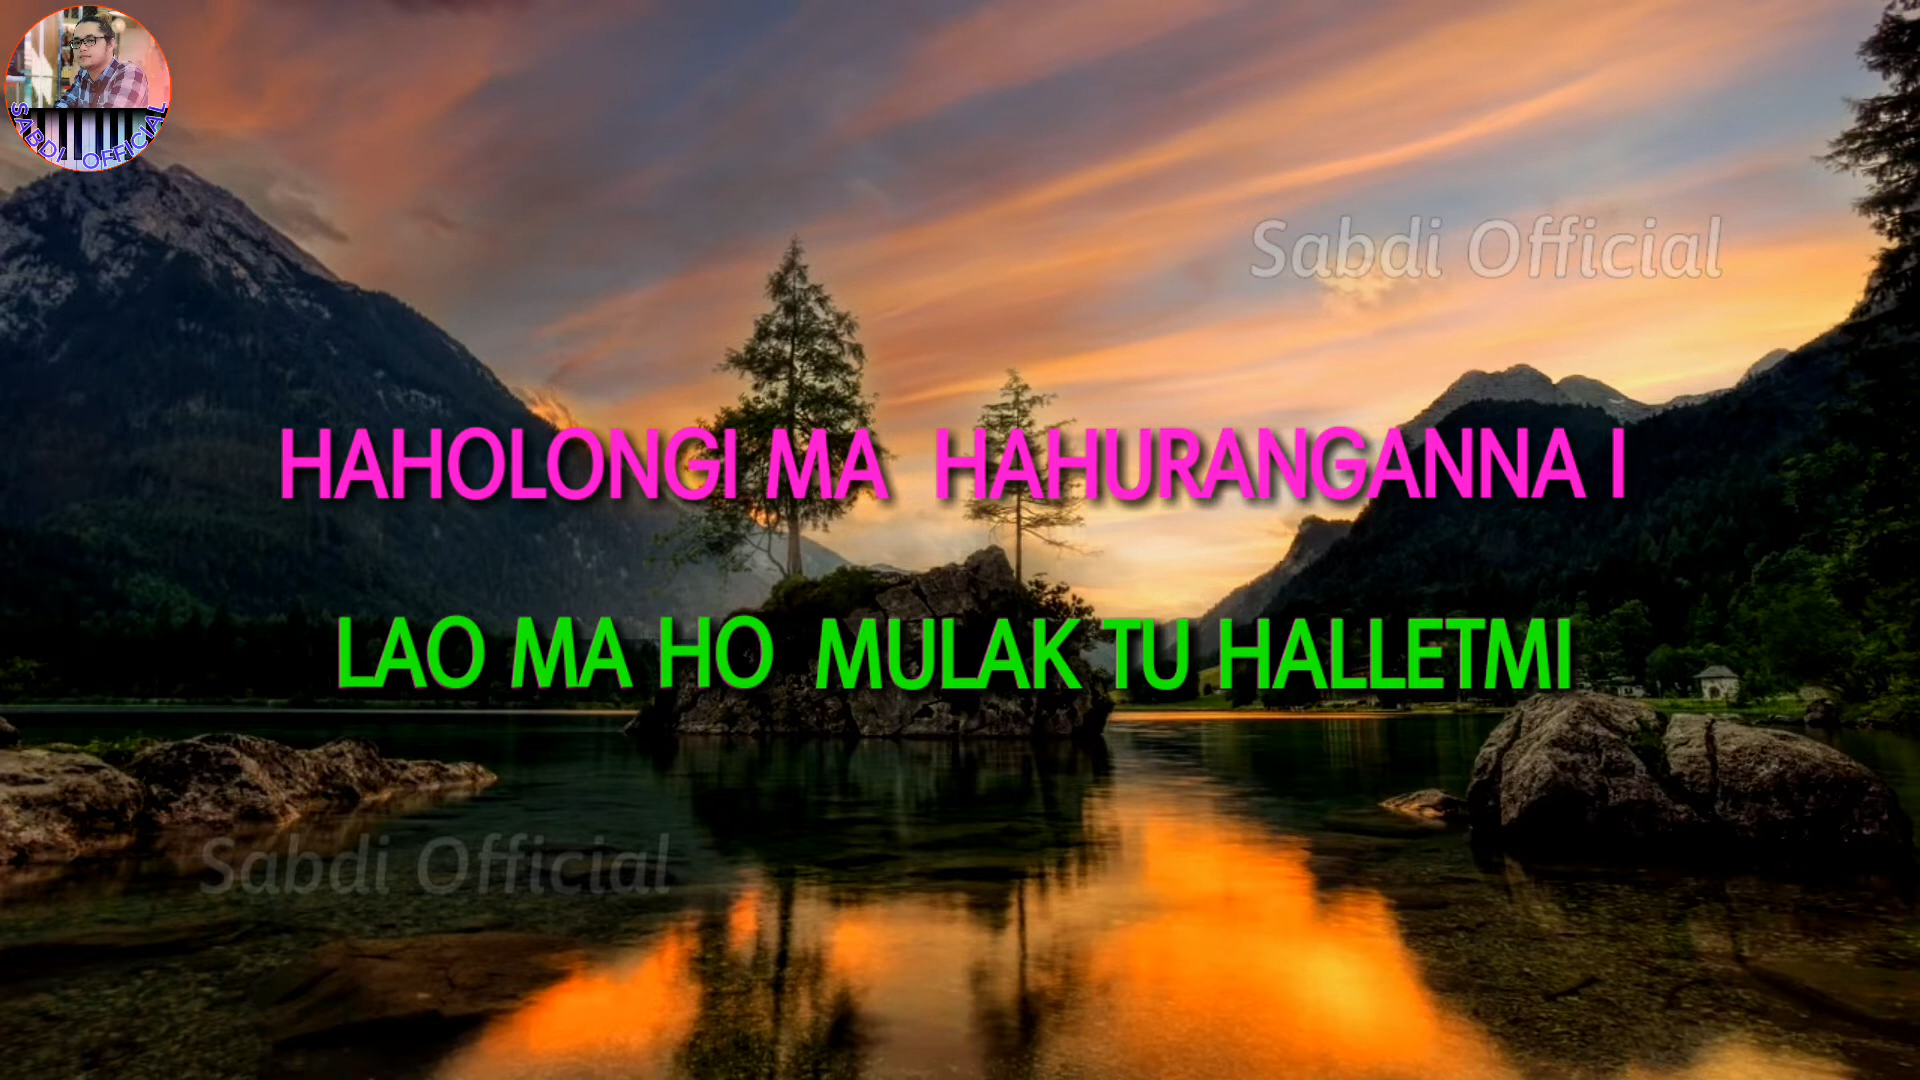 SABDI OFFICIAL
Sabdi Official
HAHOLONGI MA HAHURANGANNA I
LAO MA HO MULAK TU HALLETMI
Sabdi Official